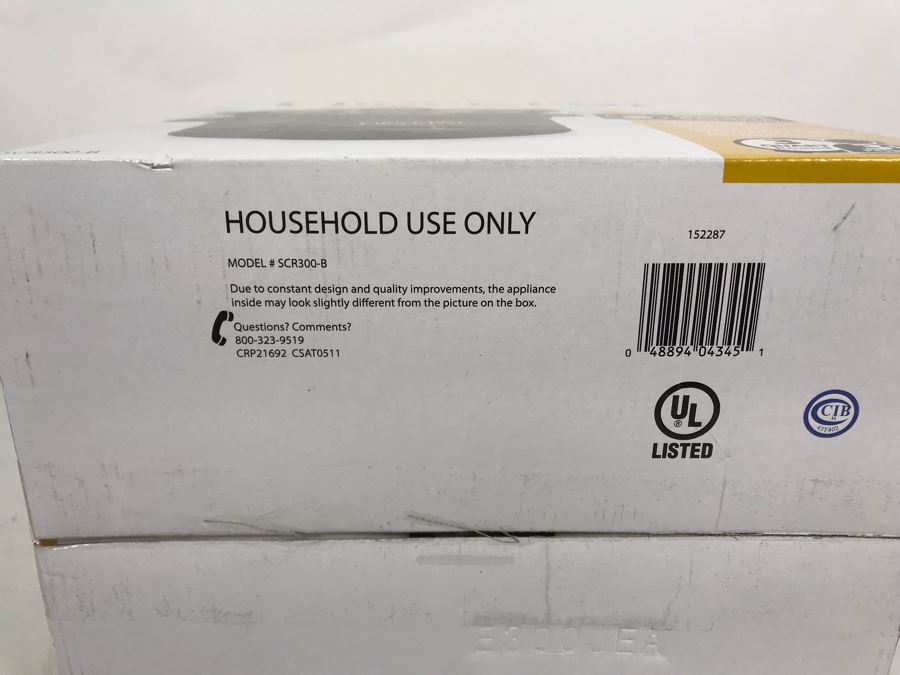 HOUSEHOLD USE ONLY
MODEL # SCR300-B
Due to constant design and quality improvements, the appliance
inside may look slightly different from the picture on the box.
Questions? Comments?
800-323-9519
CRP21692 CSAT0511
152287
0 48894 04345 1
UL
®
LISTED
CIB